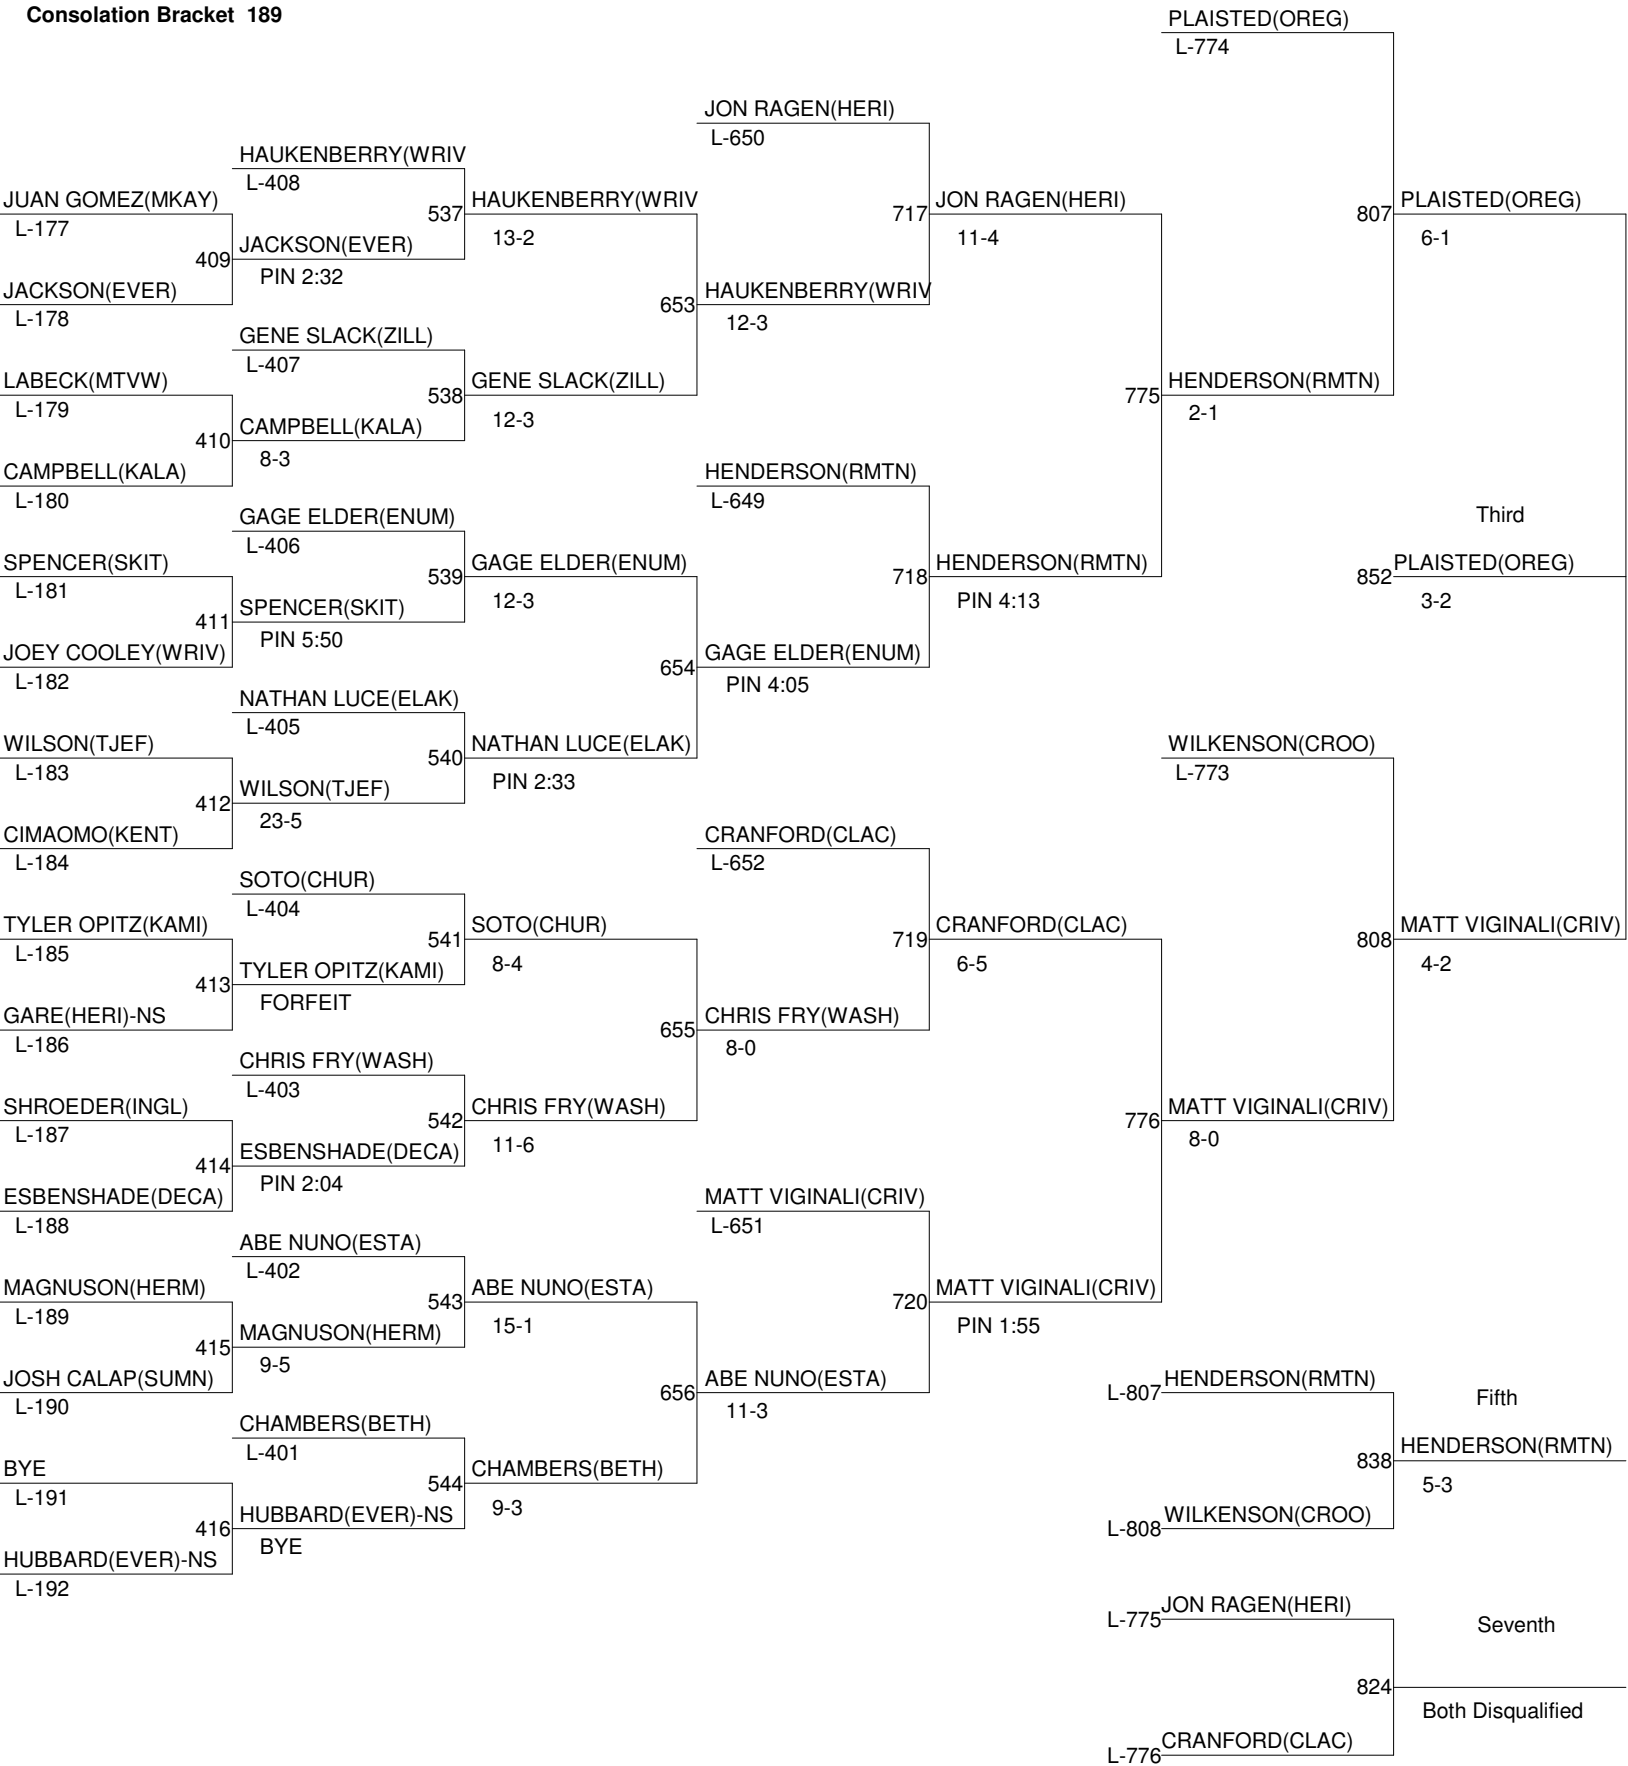 Consolation Bracket 189
PLAISTED(OREG)
L-774
JON RAGEN(HERI)
L-650
HAUKENBERRY(WRIV
L-408
JUAN GOMEZ(MKAY)
L-177
537
HAUKENBERRY(WRIV
13-2
717
JON RAGEN(HERI)
11-4
807
PLAISTED(OREG)
6-1
409
JACKSON(EVER)
PIN 2:32
JACKSON(EVER)
L-178
653
HAUKENBERRY(WRIV
12-3
GENE SLACK(ZILL)
L-407
LABECK(MTVW)
L-179
538
GENE SLACK(ZILL)
12-3
775
HENDERSON(RMTN)
2-1
410
CAMPBELL(KALA)
8-3
CAMPBELL(KALA)
L-180
HENDERSON(RMTN)
L-649
GAGE ELDER(ENUM)
L-406
Third
SPENCER(SKIT)
L-181
539
GAGE ELDER(ENUM)
12-3
718
HENDERSON(RMTN)
PIN 4:13
852
PLAISTED(OREG)
3-2
411
SPENCER(SKIT)
PIN 5:50
JOEY COOLEY(WRIV)
L-182
654
GAGE ELDER(ENUM)
PIN 4:05
NATHAN LUCE(ELAK)
L-405
WILSON(TJEF)
L-183
540
NATHAN LUCE(ELAK)
PIN 2:33
WILKENSON(CROO)
L-773
412
WILSON(TJEF)
23-5
CIMAOMO(KENT)
L-184
CRANFORD(CLAC)
L-652
SOTO(CHUR)
L-404
TYLER OPITZ(KAMI)
L-185
541
SOTO(CHUR)
8-4
719
CRANFORD(CLAC)
6-5
808
MATT VIGINALI(CRIV)
4-2
413
TYLER OPITZ(KAMI)
FORFEIT
GARE(HERI)-NS
L-186
655
CHRIS FRY(WASH)
8-0
CHRIS FRY(WASH)
L-403
SHROEDER(INGL)
L-187
542
CHRIS FRY(WASH)
11-6
776
MATT VIGINALI(CRIV)
8-0
414
ESBENSHADE(DECA)
PIN 2:04
ESBENSHADE(DECA)
L-188
MATT VIGINALI(CRIV)
L-651
ABE NUNO(ESTA)
L-402
MAGNUSON(HERM)
L-189
543
ABE NUNO(ESTA)
15-1
720
MATT VIGINALI(CRIV)
PIN 1:55
415
MAGNUSON(HERM)
9-5
JOSH CALAP(SUMN)
L-190
656
ABE NUNO(ESTA)
11-3
L-807
HENDERSON(RMTN)
Fifth
CHAMBERS(BETH)
L-401
838
HENDERSON(RMTN)
5-3
BYE
L-191
544
CHAMBERS(BETH)
9-3
416
HUBBARD(EVER)-NS
BYE
L-808
WILKENSON(CROO)
HUBBARD(EVER)-NS
L-192
L-775
JON RAGEN(HERI)
Seventh
824
Both Disqualified
L-776
CRANFORD(CLAC)